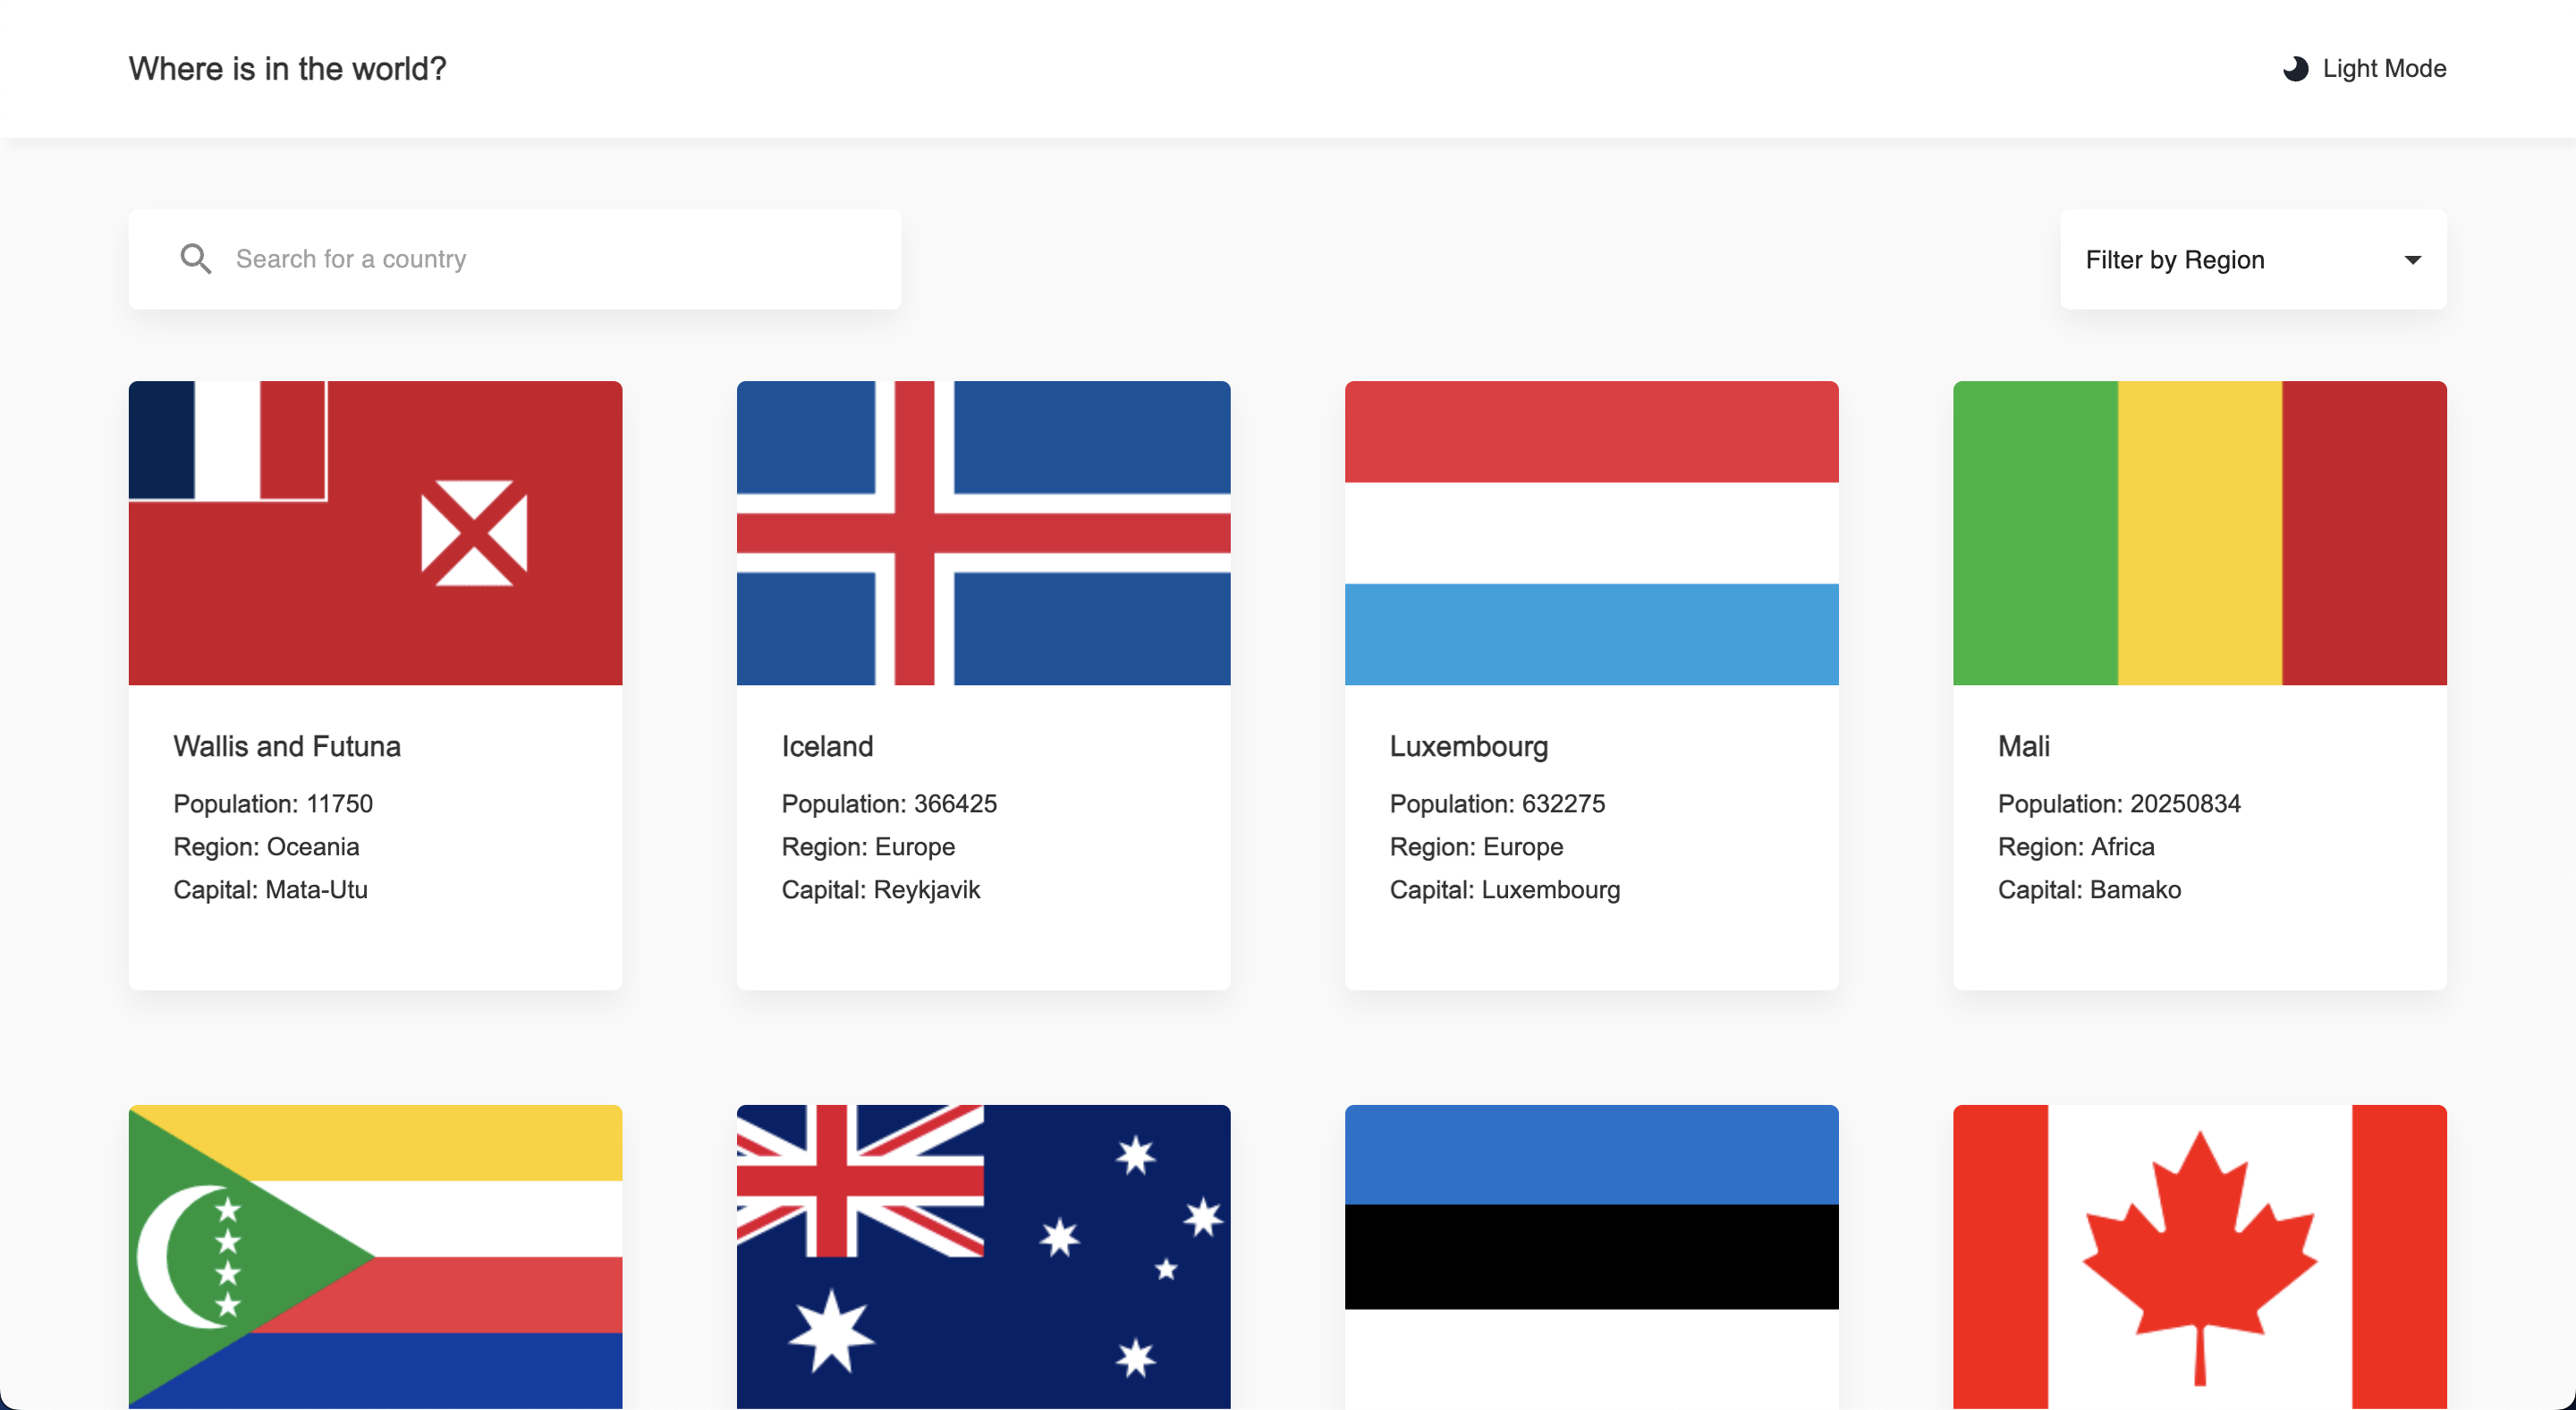 Where is in the world?
Light Mode
Search for a country
Filter by Region
Wallis and Futuna
Population: 11750
Region: Oceania
Capital: Mata-Utu
Iceland
Population: 366425
Region: Europe
Capital: Reykjavik
Luxembourg
Population: 632275
Region: Europe
Capital: Luxembourg
Mali
Population: 20250834
Region: Africa
Capital: Bamako